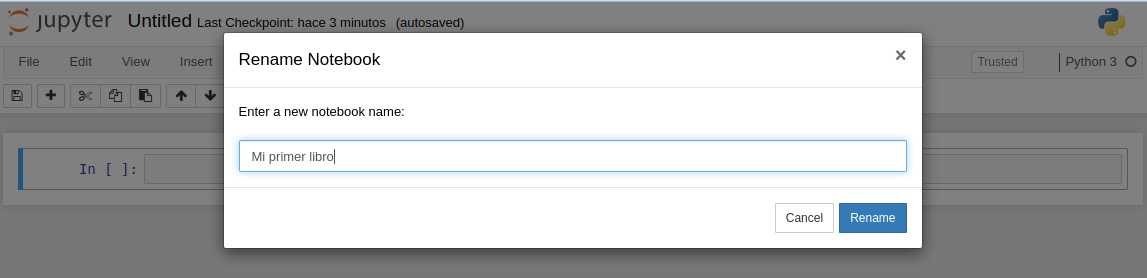 jupyter Untitled Last Checkpoint: hace 3 minutos (autosaved)
Rename Notebook ×
File Edit View Insert Trusted Python 3
Enter a new notebook name:
Mi primer libro
In [ ]:
Cancel Rename